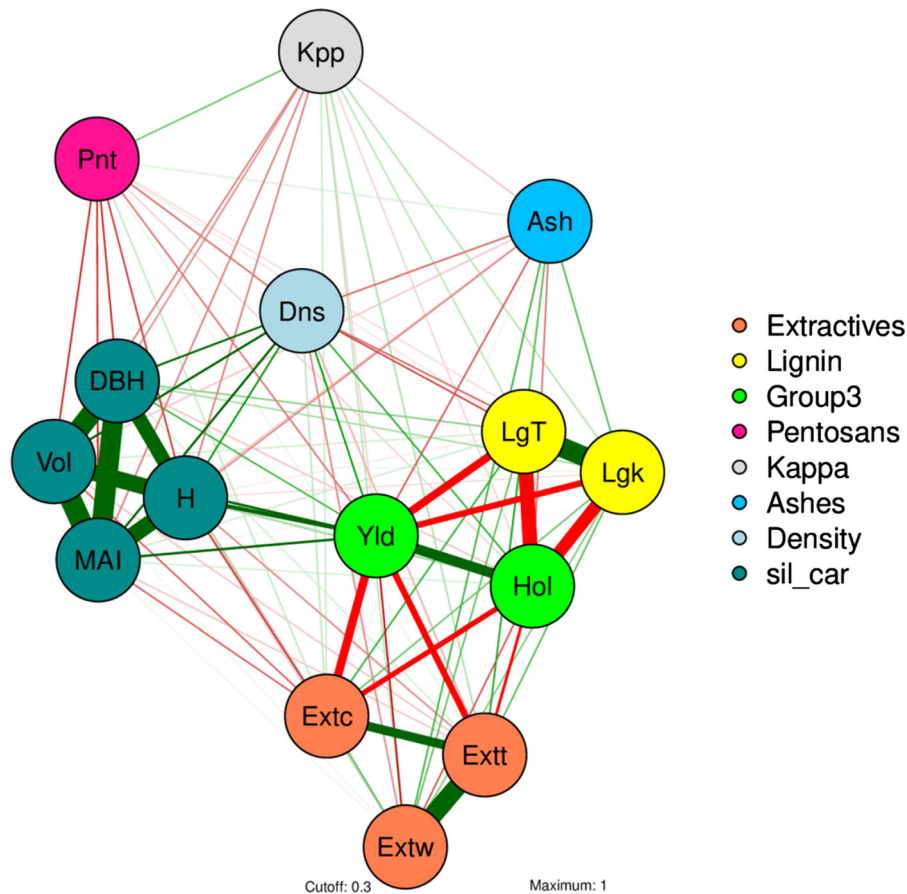 Kpp
Pnt
Ash
Dns
DBH
LgT
Vol
Lgk
H
Yld
MAI
Hol
Extc
Extt
Extw
Extractives
Lignin
Group3
Pentosans
Kappa
Ashes
Density
sil_car
Cutoff: 0.3
Maximum: 1